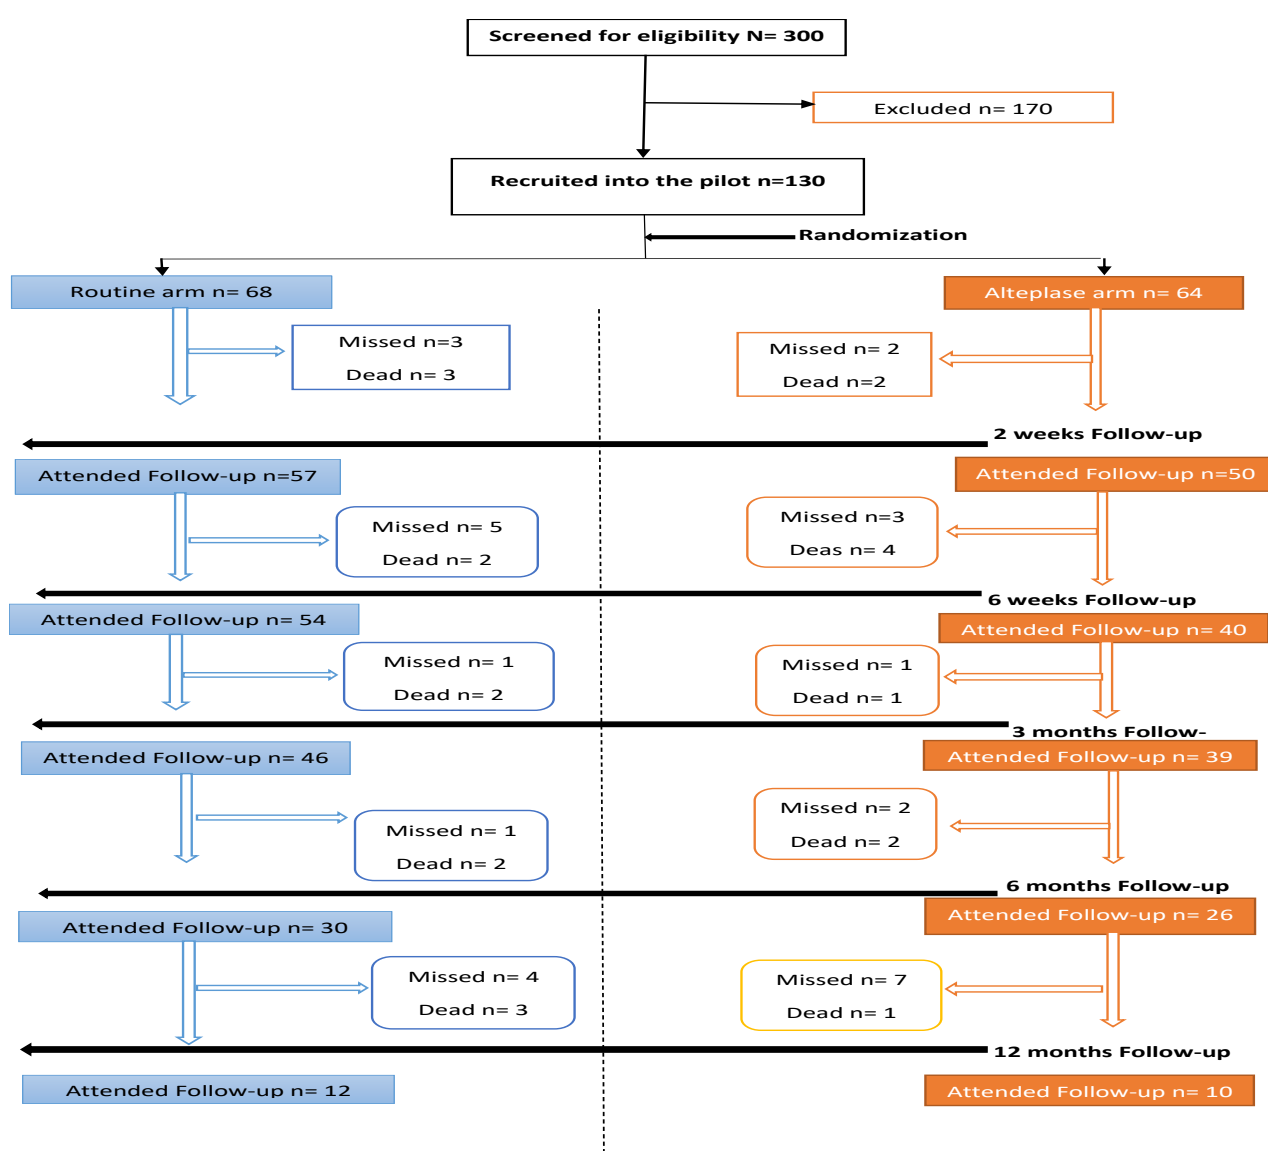 Screened for eligibility N= 300
Excluded n= 170
Recruited into the pilot n=130
Randomization
Routine arm n= 68
Alteplase arm n= 64
Missed n=3
Dead n= 3
Missed n= 2
Dead n=2
2 weeks Follow-up
Attended Follow-up n=57
Attended Follow-up n=50
Missed n= 5
Dead n= 2
Missed n=3
Deas n= 4
6 weeks Follow-up
Attended Follow-up n= 54
Attended Follow-up n= 40
Missed n= 1
Dead n= 2
Missed n= 1
Dead n= 1
3 months Follow-
Attended Follow-up n= 46
Attended Follow-up n= 39
Missed n= 1
Dead n= 2
Missed n= 2
Dead n= 2
6 months Follow-up
Attended Follow-up n= 30
Attended Follow-up n= 26
Missed n= 4
Dead n= 3
Missed n= 7
Dead n= 1
12 months Follow-up
Attended Follow-up n= 12
Attended Follow-up n= 10